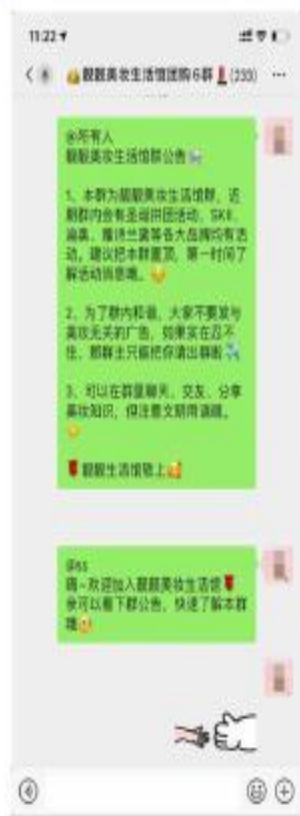 11:22
靓靓美妆生活馆团购6群 (233)
@所有人
靓靓美妆生活馆群公告
1、本群为靓靓美妆生活馆群，近
期群内会有圣诞拼团活动，SKII、
油奥、雅诗兰黛等各大品牌均有活
动，建议把本群置顶，第一时间了
解活动消息哦。
2、为了群内和谐，大家不要发与
美妆无关的广告，如果实在忍不
住，那群主只能把你请出群啦
3、可以在群里聊天、交友、分享
美妆知识，但注意文明用语哦。
靓靓生活馆敬上
@ss
嗨~欢迎加入靓靓美妆生活馆
亲可以看下群公告，快速了解本群
哦